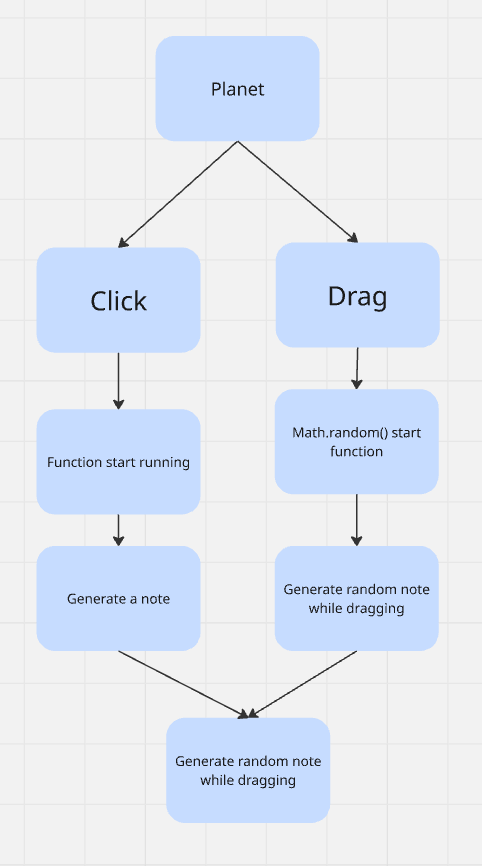 Planet
Click
Drag
Function start running
Math.random() start
function
Generate a note
Generate random note
while dragging
Generate random note
while dragging